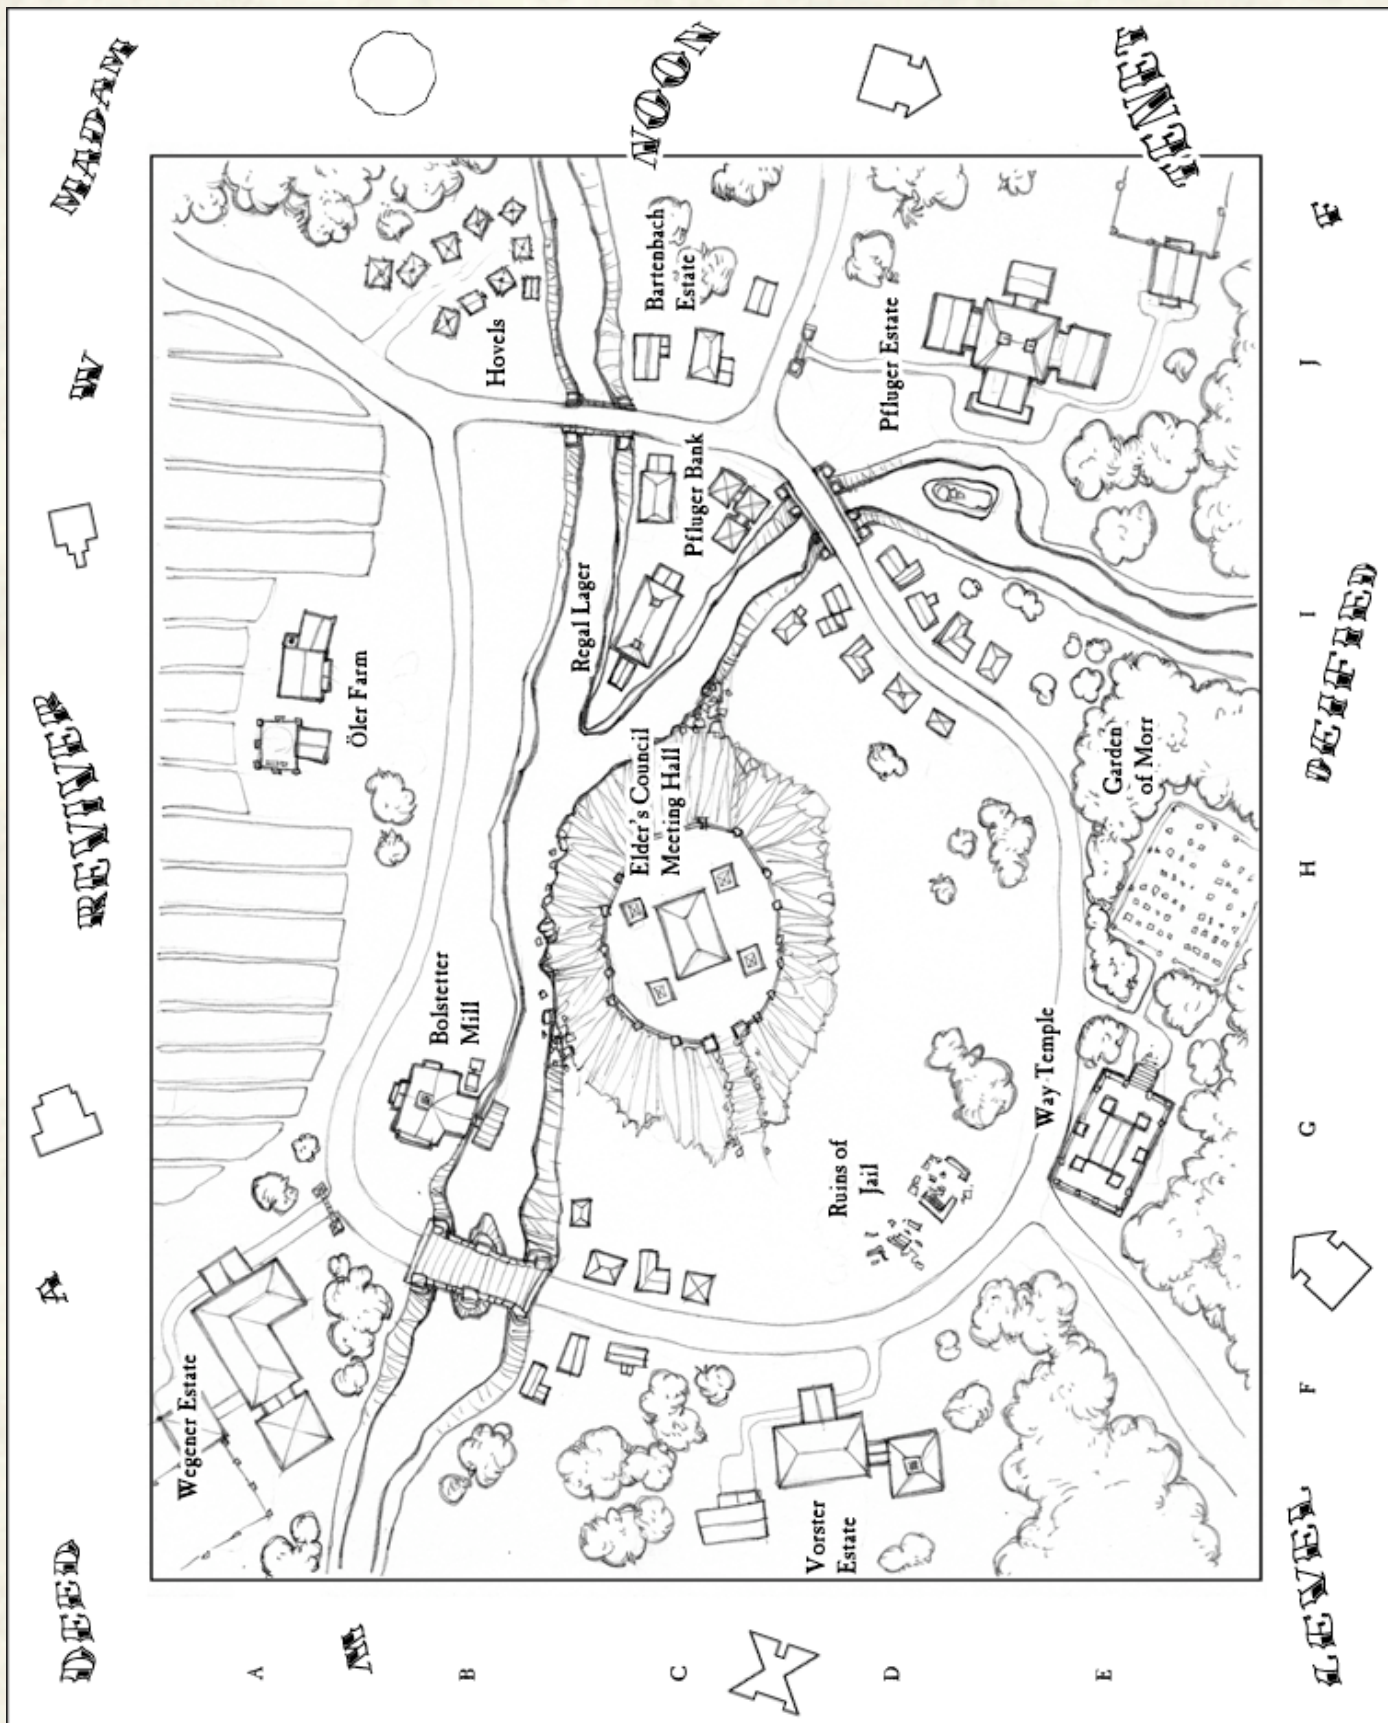 DEED
A
REVIVER
W
MADAM
A
Wegener Estate
Öler Farm
M
B
Bolstetter
Mill
Hovels
Regal Lager
C
Elder's Council
Meeting Hall
Pfluger Bank
Bartenbach
Estate
NOON
Vorster
Estate
D
Ruins of
Jail
Pfluger Estate
Way Temple
E
Garden
of Morr
TENET
LEVEL
F
G
H
DEIFIED
I
J
F